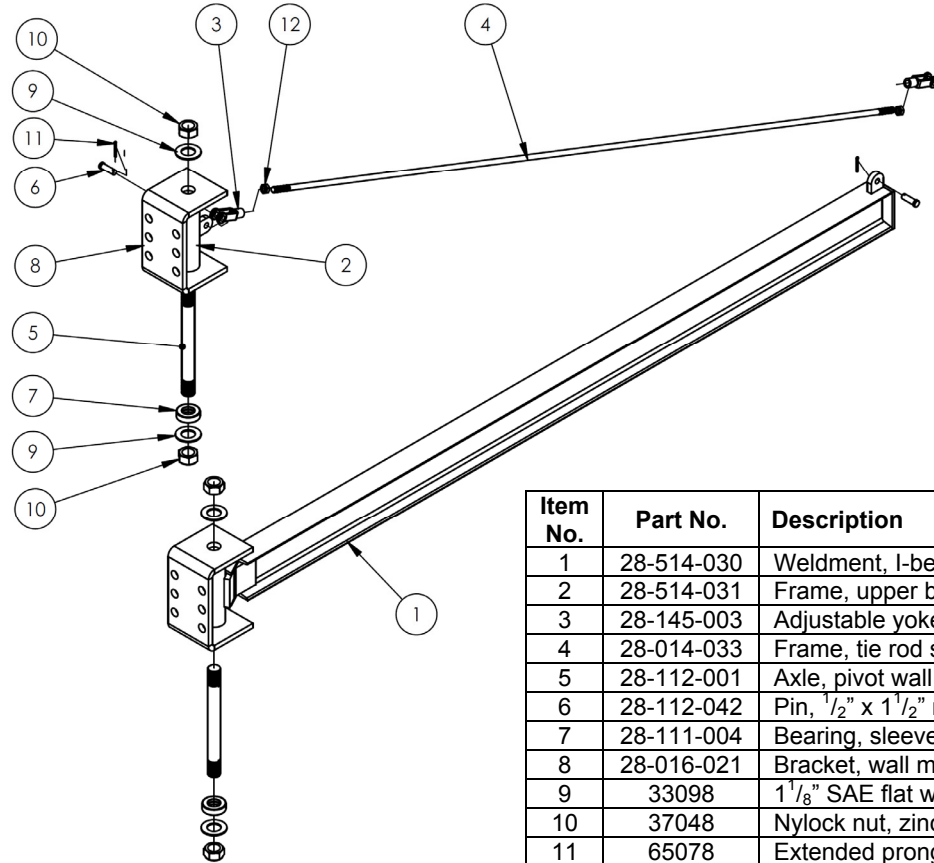 10
3
12
4
9
11
6
8
2
5
7
9
10
1
Item No. Part No. Description
1 28-514-030 Weldment, I-be
2 28-514-031 Frame, upper b
3 28-145-003 Adjustable yoke
4 28-014-033 Frame, tie rod s
5 28-112-001 Axle, pivot wall
6 28-112-042 Pin, 1/2” x 1 1/2”
7 28-111-004 Bearing, sleeve
8 28-016-021 Bracket, wall m
9 33098 1 1/8” SAE flat w
10 37048 Nylock nut, zinc
11 65078 Extended prong